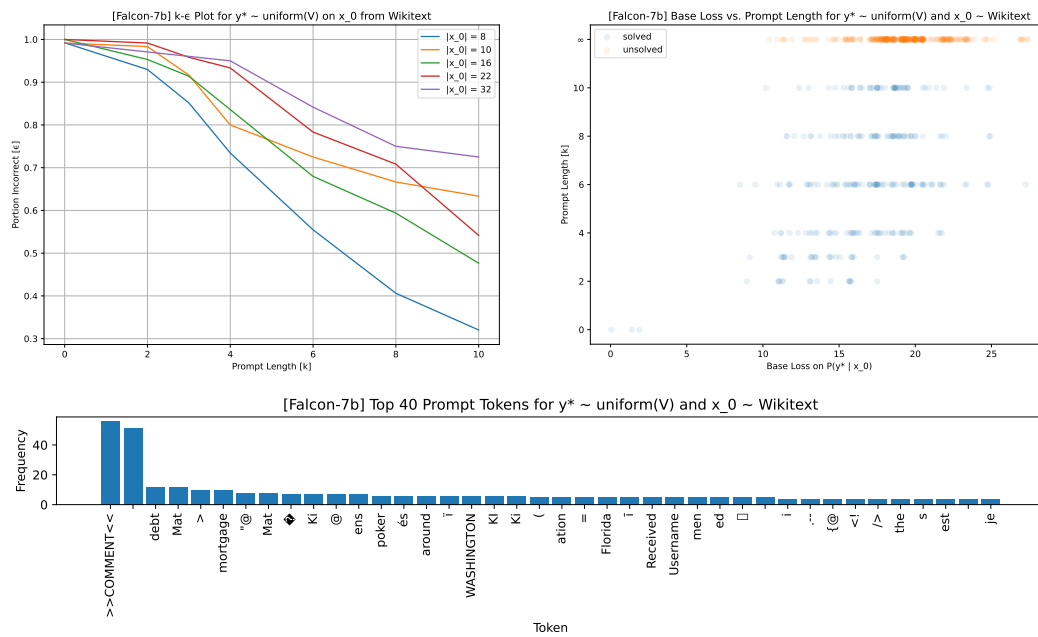 [Falcon-7b] k-ϵ Plot for y* ~ uniform(V) on x_0 from Wikitext
|x_0| = 8
|x_0| = 10
|x_0| = 16
|x_0| = 22
|x_0| = 32
1.0
0.9
0.8
0.7
0.6
0.5
0.4
0.3
Portion Incorrect [ϵ]
0 2 4 6 8 10
Prompt Length [k]
[Falcon-7b] Base Loss vs. Prompt Length for y* ~ uniform(V) and x_0 ~ Wikitext
solved
unsolved
∞
10
8
6
4
2
0
Prompt Length [k]
0 5 10 15 20 25
Base Loss on P(y* | x_0)
[Falcon-7b] Top 40 Prompt Tokens for y* ~ uniform(V) and x_0 ~ Wikitext
Frequency
40
20
0
>>COMMENT<<
'
debt
Mat
>
mortgage
"@
Mat
�
Ki
@
ens
poker
és
around
ï
WASHINGTON
KI
Ki
(
ation
=
Florida
Ī
Received
Username
men
ed
□
.
.--
{@
<!
/>
the
s
est
je
Token